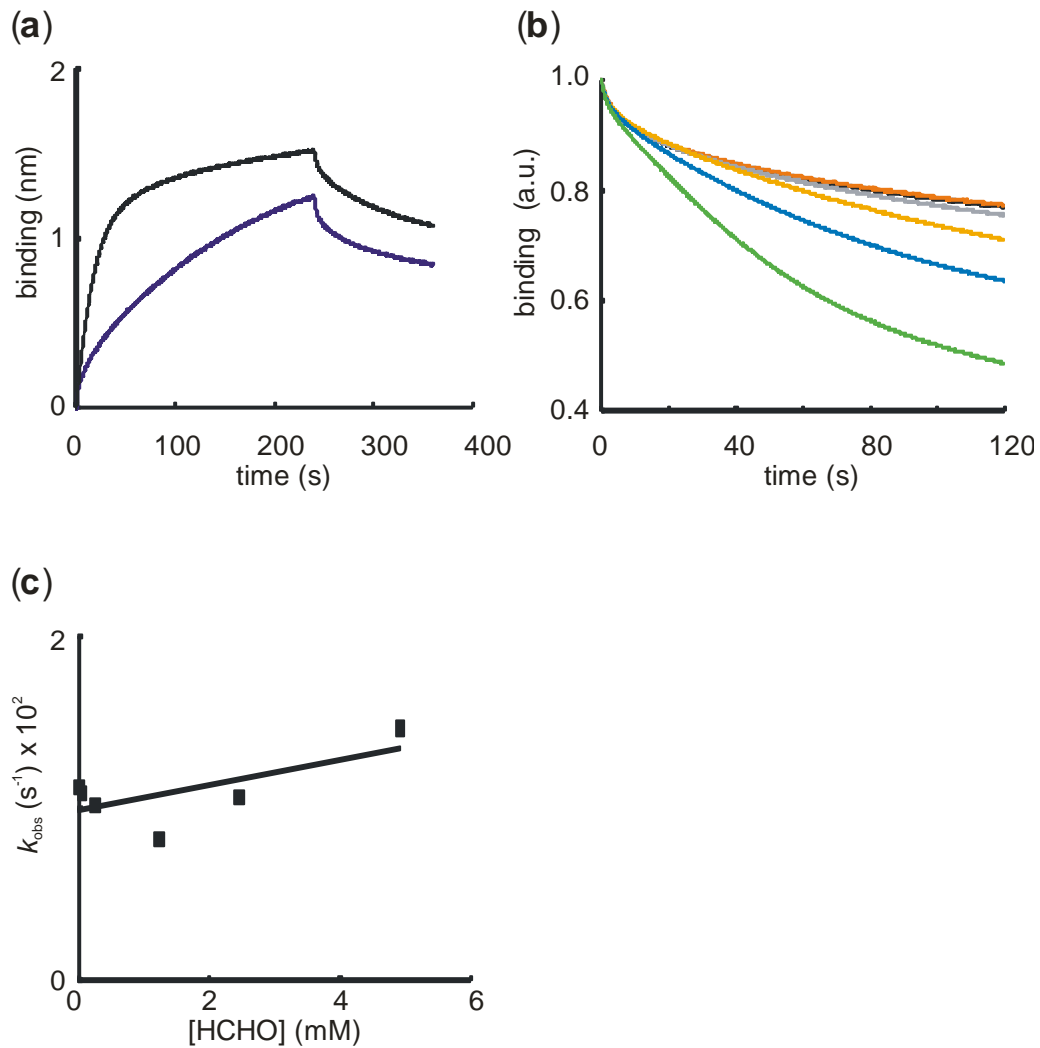 (a)
(b)
2
1
0
binding (nm)
0 100 200 300 400
time (s)
1.0
0.8
0.6
0.4
binding (a.u.)
0 40 80 120
time (s)
(c)
2
0
k_obs (s⁻¹) x 10²
0 2 4 6
[HCHO] (mM)